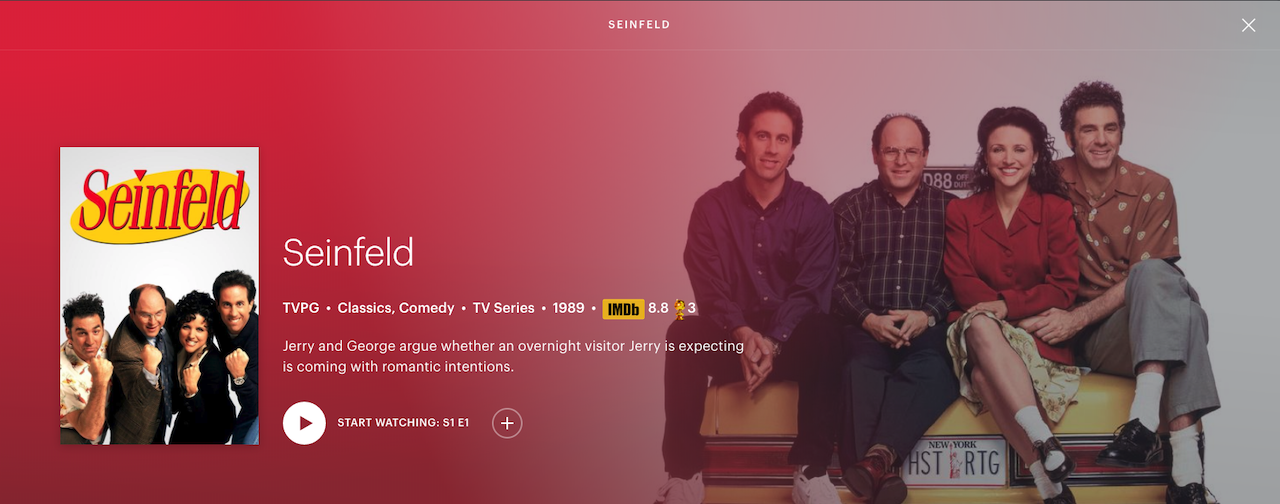 SEINFELD
Seinfeld
Seinfeld
TVPG • Classics, Comedy • TV Series • 1989 • IMDb 8.8 3
Jerry and George argue whether an overnight visitor Jerry is expecting
is coming with romantic intentions.
START WATCHING: S1 E1
D88 OFF
DUT
NEW YORK
HST RTG